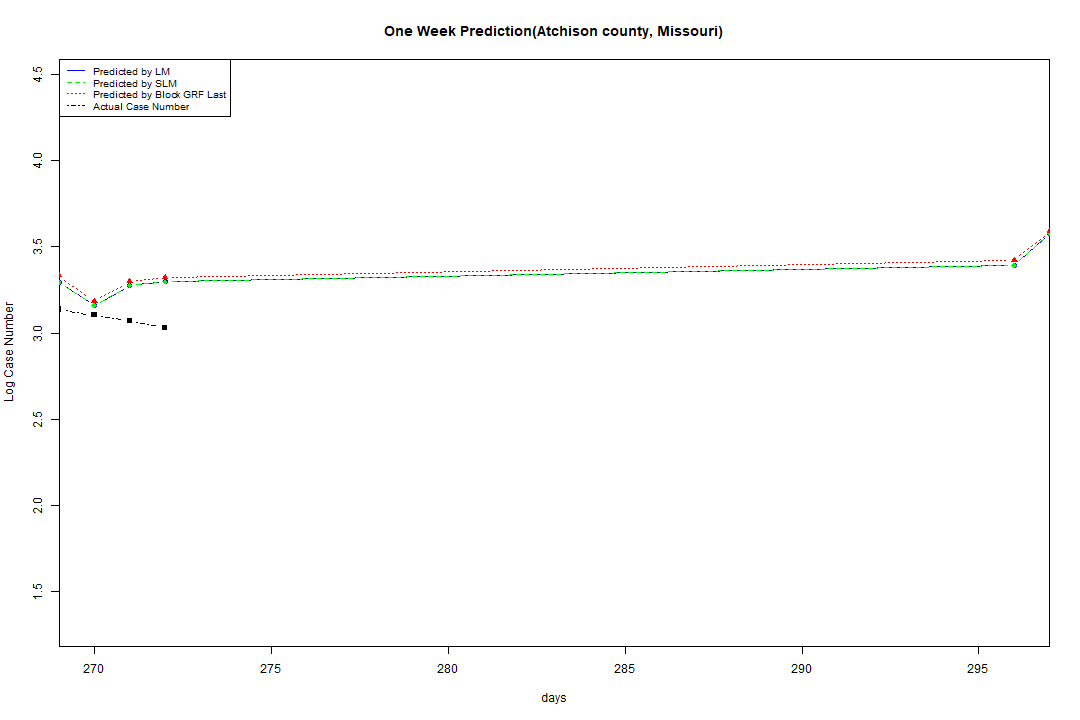 One Week Prediction(Atchison county, Missouri)
Predicted by LM
Predicted by SLM
Predicted by Block GRF Last
Actual Case Number
Log Case Number
4.5
4.0
3.5
3.0
2.5
2.0
1.5
270 275 280 285 290 295
days